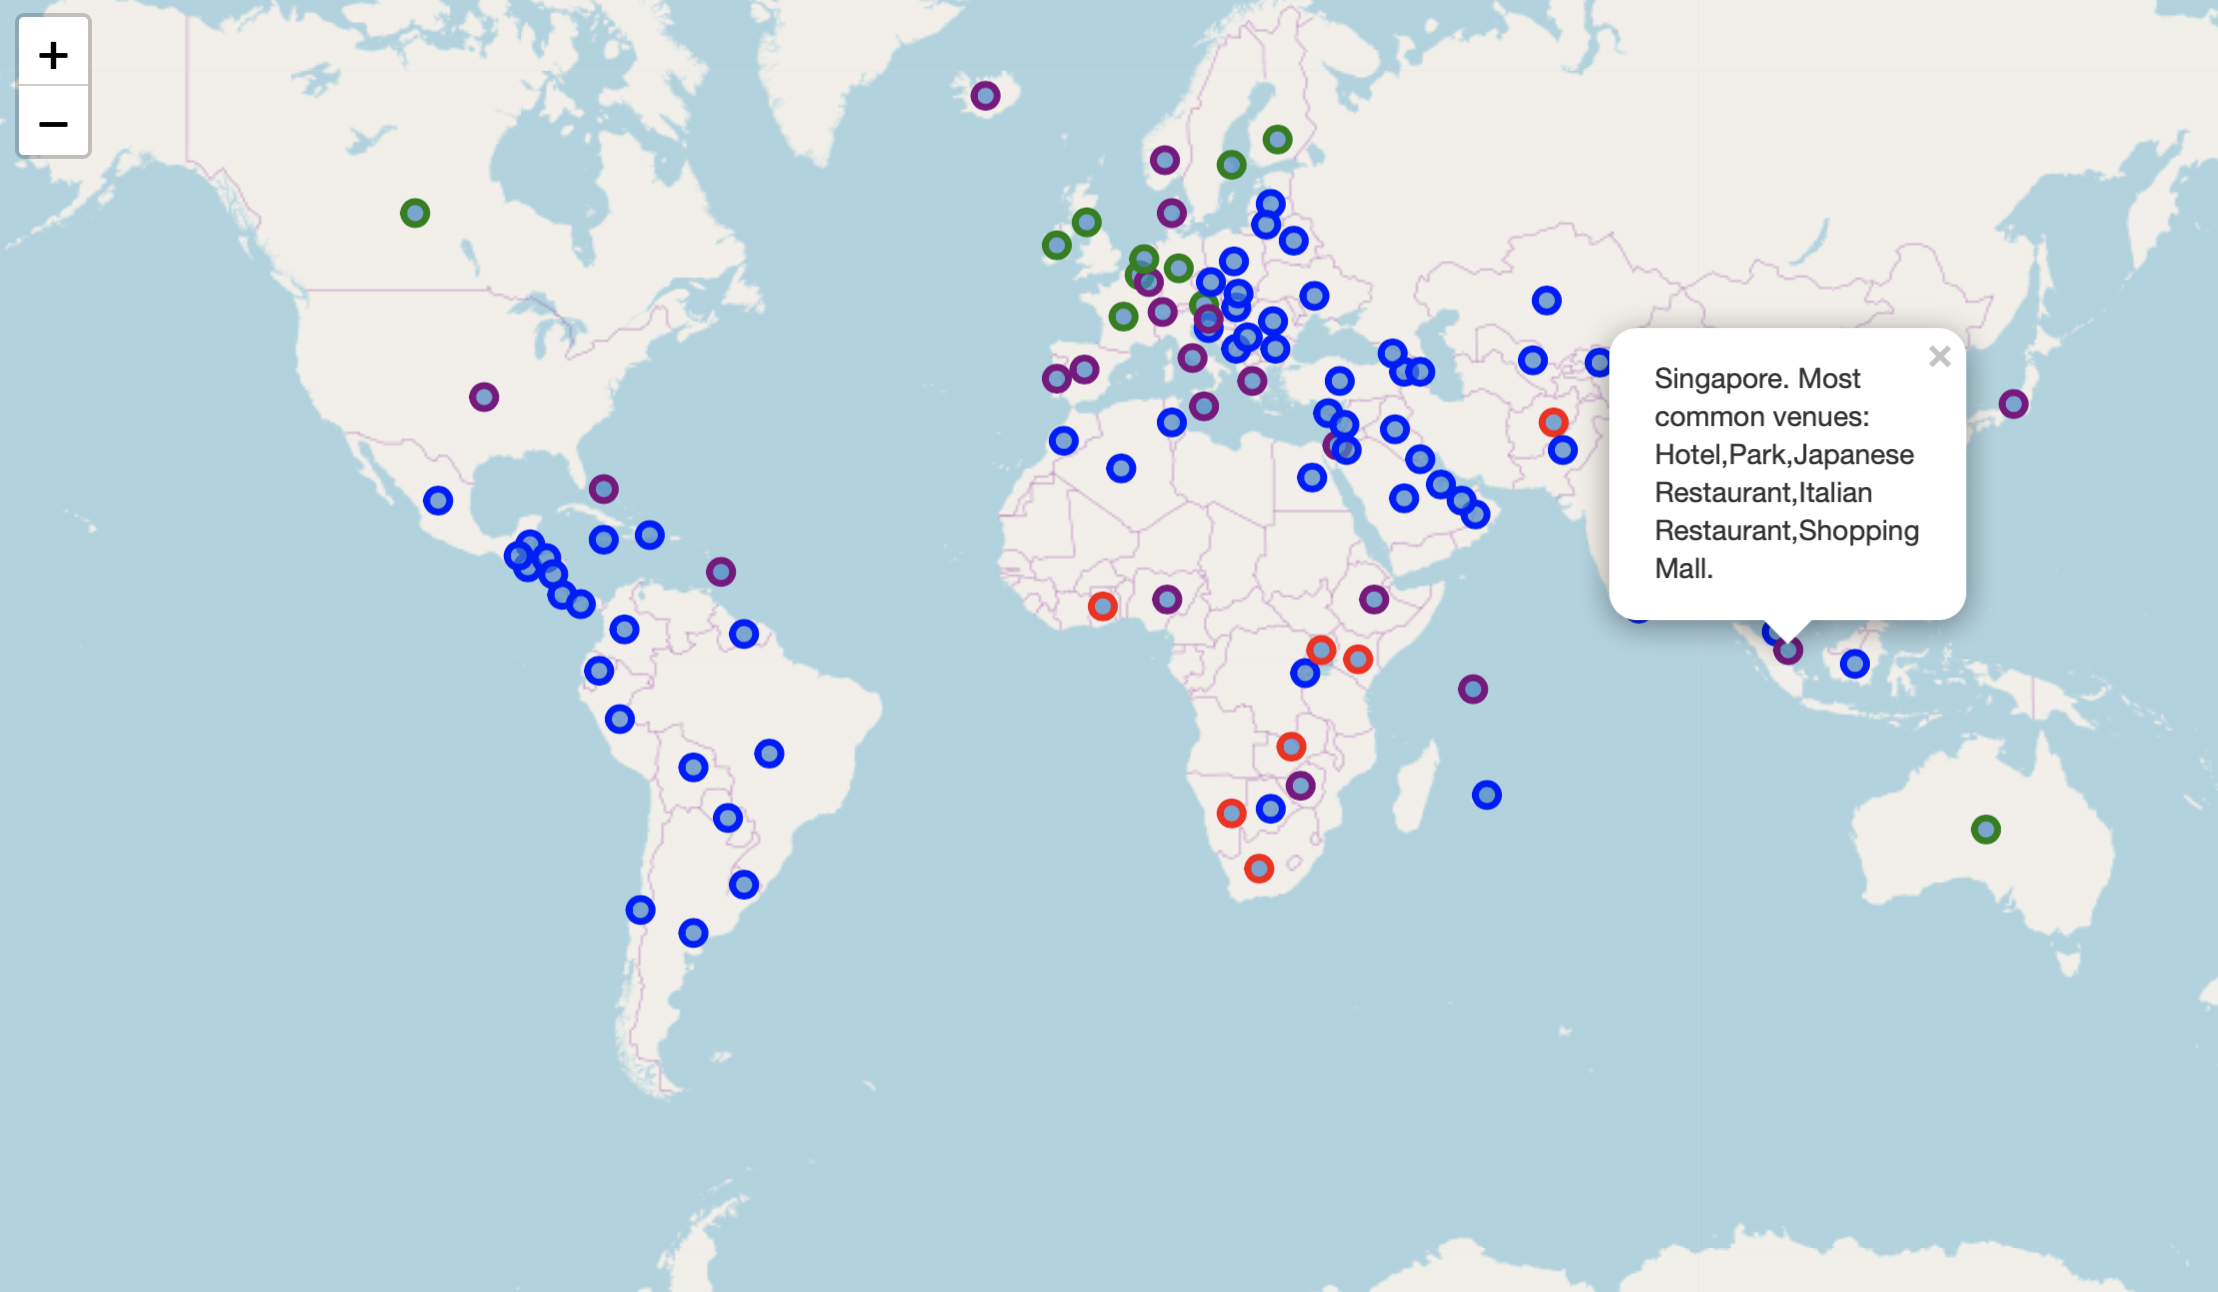 +
−
×
Singapore. Most
common venues:
Hotel,Park,Japanese
Restaurant,Italian
Restaurant,Shopping
Mall.